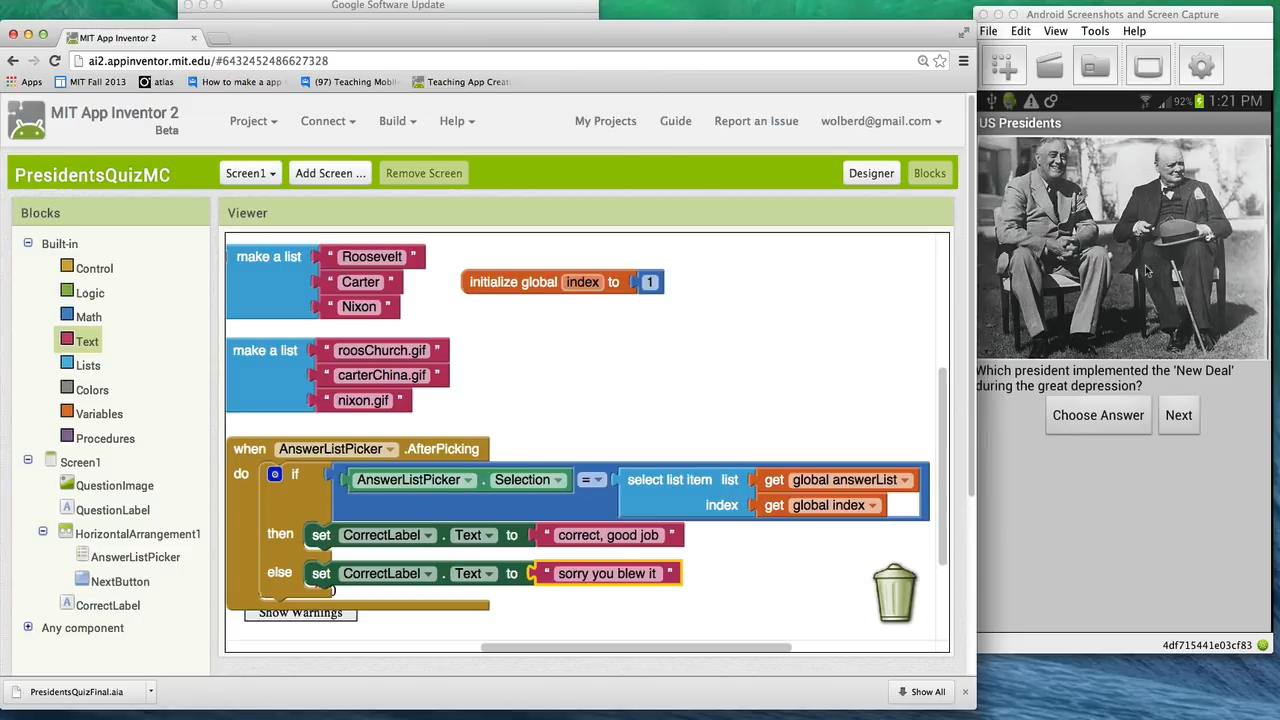 Google Software Update
MIT App Inventor 2
ai2.appinventor.mit.edu/#6432452486627328
Apps MIT Fall 2013 atlas How to make a app (97) Teaching Mobil Teaching App Crea
MIT App Inventor 2
Beta
Project Connect Build Help My Projects Guide Report an Issue wolberd@gmail.com
PresidentsQuizMC Screen1 Add Screen ... Remove Screen Designer Blocks
Blocks
Built-in
Control
Logic
Math
Text
Lists
Colors
Variables
Procedures
Screen1
QuestionImage
QuestionLabel
HorizontalArrangement1
AnswerListPicker
NextButton
CorrectLabel
Any component
Viewer
make a list " Roosevelt "
" Carter "
" Nixon "
initialize global index to 1
make a list " roosChurch.gif "
" carterChina.gif "
" nixon.gif "
when AnswerListPicker .AfterPicking
do if AnswerListPicker . Selection = select list item list get global answerList
index get global index
then set CorrectLabel . Text to " correct, good job "
else set CorrectLabel . Text to " sorry you blew it "
Show Warnings
PresidentsQuizFinal.aia
Show All
Android Screenshots and Screen Capture
File Edit View Tools Help
92% 1:21 PM
US Presidents
Which president implemented the 'New Deal'
during the great depression?
Choose Answer Next
4df715441e03cf83